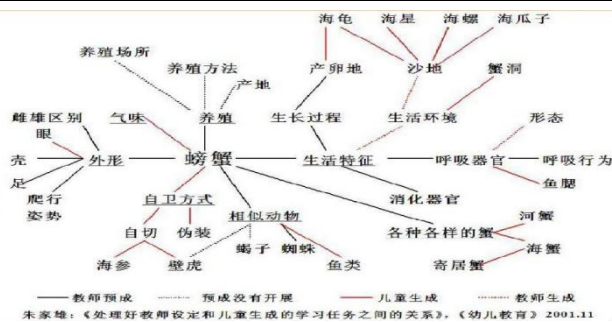 海龟 海星 海螺 海瓜子
养殖场所
养殖方法 产卵地 沙地 蟹洞
产地
雌雄区别 气味 养殖 生长过程 生活环境 形态
眼
壳 外形 螃蟹 生活特征 呼吸器官 呼吸行为
足 鱼腮
爬行 自卫方式 消化器官
姿势 相似动物 河蟹
自切 伪装 各种各样的蟹
蝎子 蜘蛛 海蟹
海参 壁虎 鱼类 寄居蟹
教师预成 预成没有开展 儿童生成 教师生成
朱家雄:《处理好教师设定和儿童生成的学习任务之间的关系》,《幼儿教育》2001.11